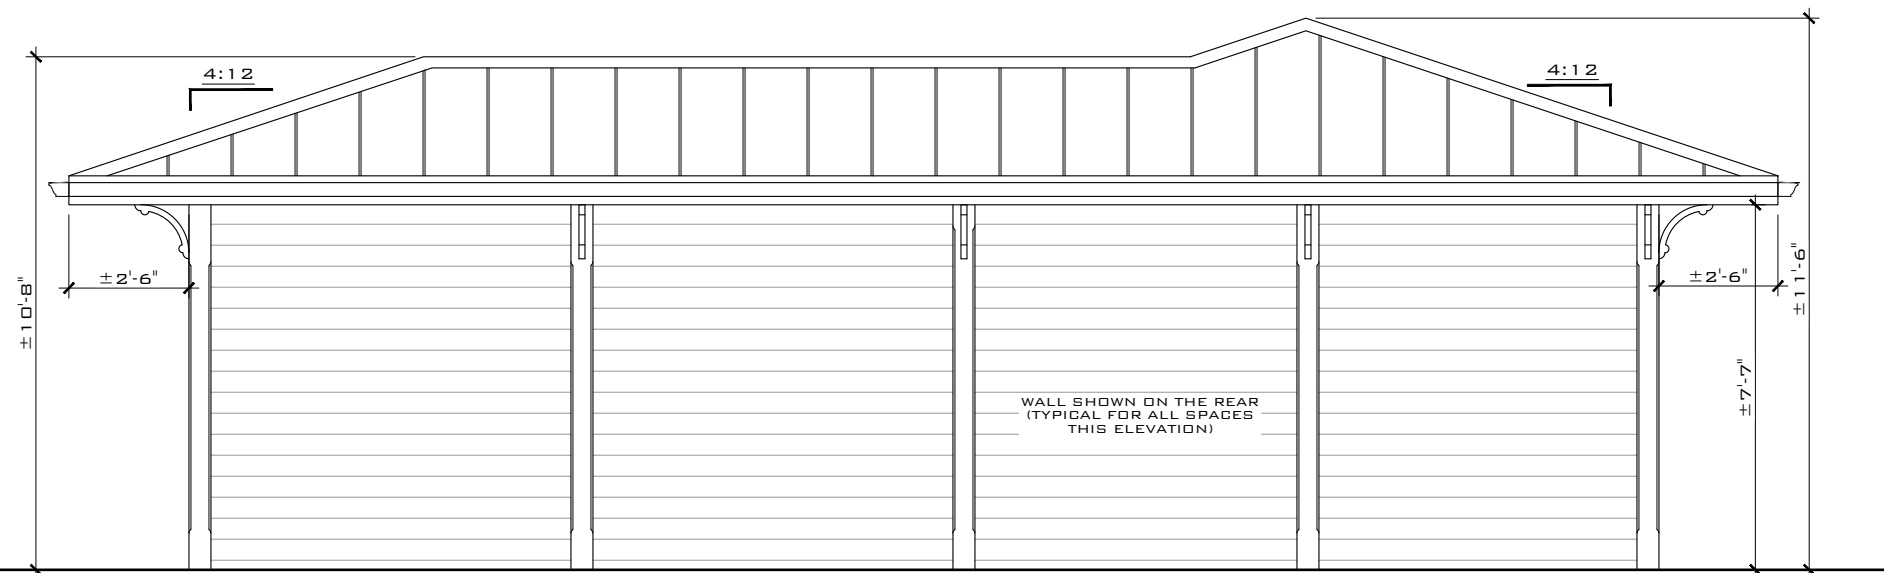 4:12
4:12
±10'-8"
±2'-6"
±2'-6"
±11'-6"
±7'-7"
WALL SHOWN ON THE REAR
(TYPICAL FOR ALL SPACES
THIS ELEVATION)